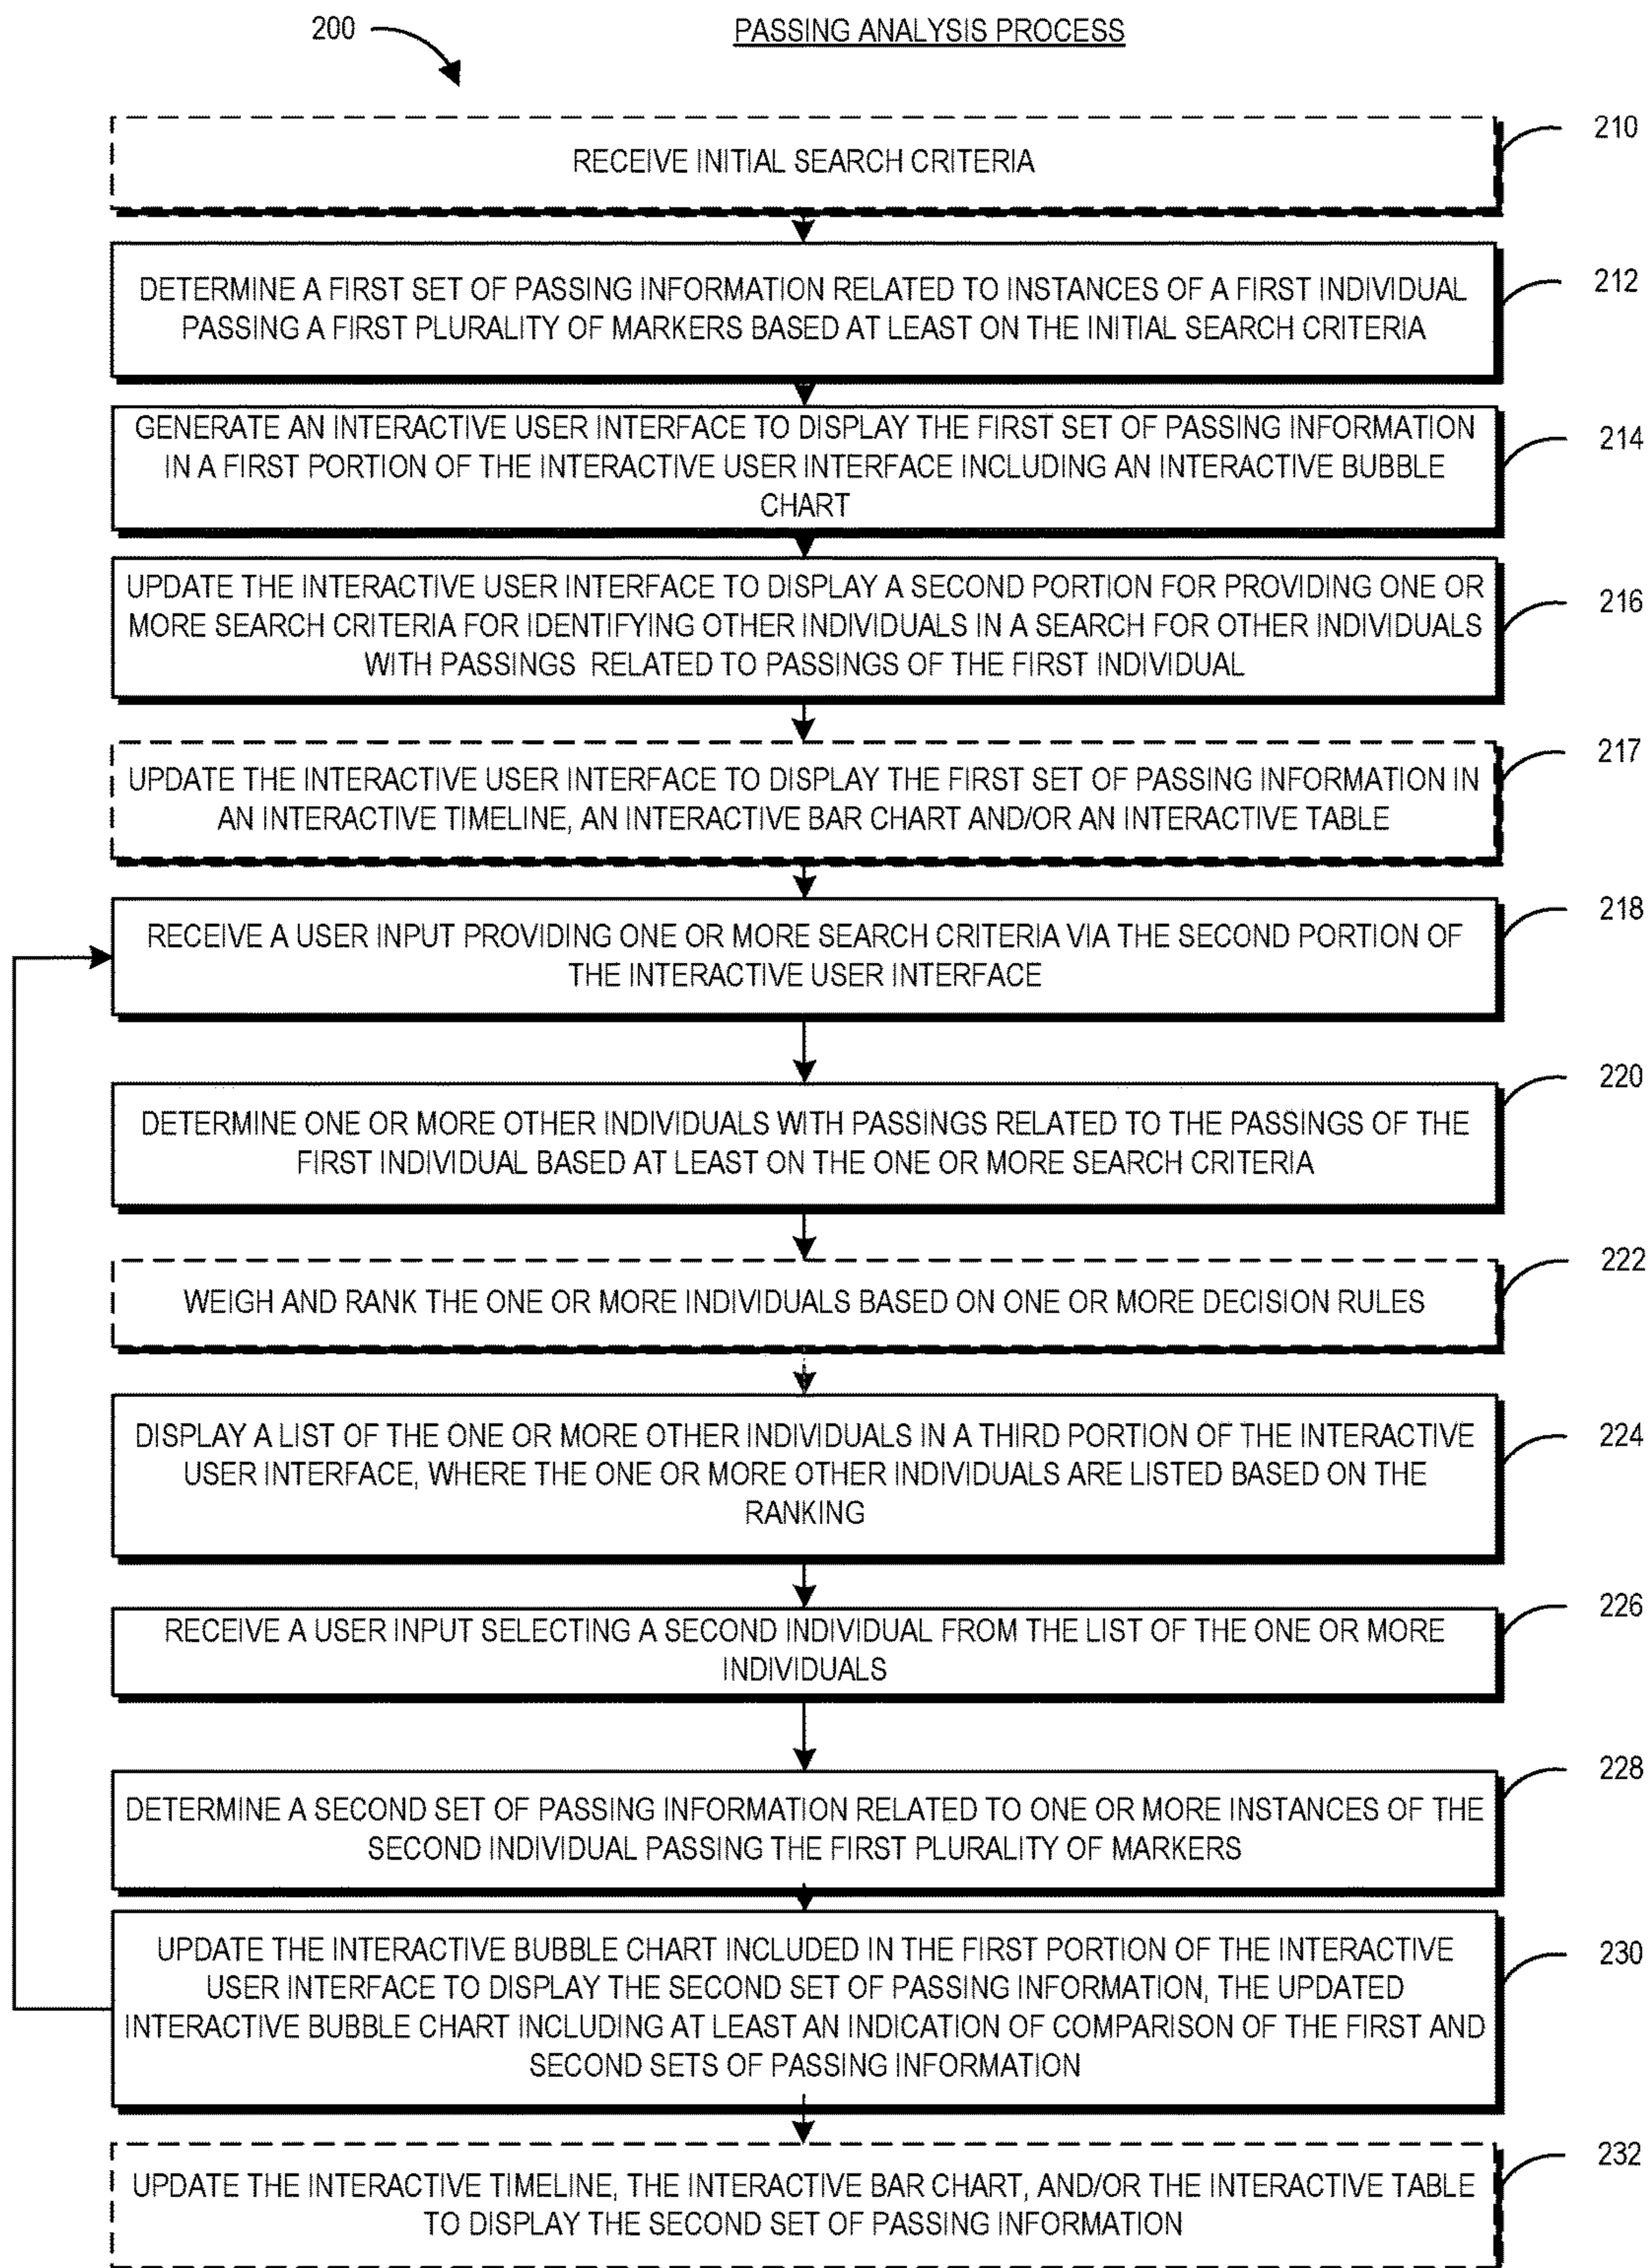 200
PASSING ANALYSIS PROCESS
210
RECEIVE INITIAL SEARCH CRITERIA
212
DETERMINE A FIRST SET OF PASSING INFORMATION RELATED TO INSTANCES OF A FIRST INDIVIDUAL
PASSING A FIRST PLURALITY OF MARKERS BASED AT LEAST ON THE INITIAL SEARCH CRITERIA
214
GENERATE AN INTERACTIVE USER INTERFACE TO DISPLAY THE FIRST SET OF PASSING INFORMATION
IN A FIRST PORTION OF THE INTERACTIVE USER INTERFACE INCLUDING AN INTERACTIVE BUBBLE
CHART
216
UPDATE THE INTERACTIVE USER INTERFACE TO DISPLAY A SECOND PORTION FOR PROVIDING ONE OR
MORE SEARCH CRITERIA FOR IDENTIFYING OTHER INDIVIDUALS IN A SEARCH FOR OTHER INDIVIDUALS
WITH PASSINGS RELATED TO PASSINGS OF THE FIRST INDIVIDUAL
217
UPDATE THE INTERACTIVE USER INTERFACE TO DISPLAY THE FIRST SET OF PASSING INFORMATION IN
AN INTERACTIVE TIMELINE, AN INTERACTIVE BAR CHART AND/OR AN INTERACTIVE TABLE
218
RECEIVE A USER INPUT PROVIDING ONE OR MORE SEARCH CRITERIA VIA THE SECOND PORTION OF
THE INTERACTIVE USER INTERFACE
220
DETERMINE ONE OR MORE OTHER INDIVIDUALS WITH PASSINGS RELATED TO THE PASSINGS OF THE
FIRST INDIVIDUAL BASED AT LEAST ON THE ONE OR MORE SEARCH CRITERIA
222
WEIGH AND RANK THE ONE OR MORE INDIVIDUALS BASED ON ONE OR MORE DECISION RULES
224
DISPLAY A LIST OF THE ONE OR MORE OTHER INDIVIDUALS IN A THIRD PORTION OF THE INTERACTIVE
USER INTERFACE, WHERE THE ONE OR MORE OTHER INDIVIDUALS ARE LISTED BASED ON THE
RANKING
226
RECEIVE A USER INPUT SELECTING A SECOND INDIVIDUAL FROM THE LIST OF THE ONE OR MORE
INDIVIDUALS
228
DETERMINE A SECOND SET OF PASSING INFORMATION RELATED TO ONE OR MORE INSTANCES OF THE
SECOND INDIVIDUAL PASSING THE FIRST PLURALITY OF MARKERS
230
UPDATE THE INTERACTIVE BUBBLE CHART INCLUDED IN THE FIRST PORTION OF THE INTERACTIVE
USER INTERFACE TO DISPLAY THE SECOND SET OF PASSING INFORMATION, THE UPDATED
INTERACTIVE BUBBLE CHART INCLUDING AT LEAST AN INDICATION OF COMPARISON OF THE FIRST AND
SECOND SETS OF PASSING INFORMATION
232
UPDATE THE INTERACTIVE TIMELINE, THE INTERACTIVE BAR CHART, AND/OR THE INTERACTIVE TABLE
TO DISPLAY THE SECOND SET OF PASSING INFORMATION